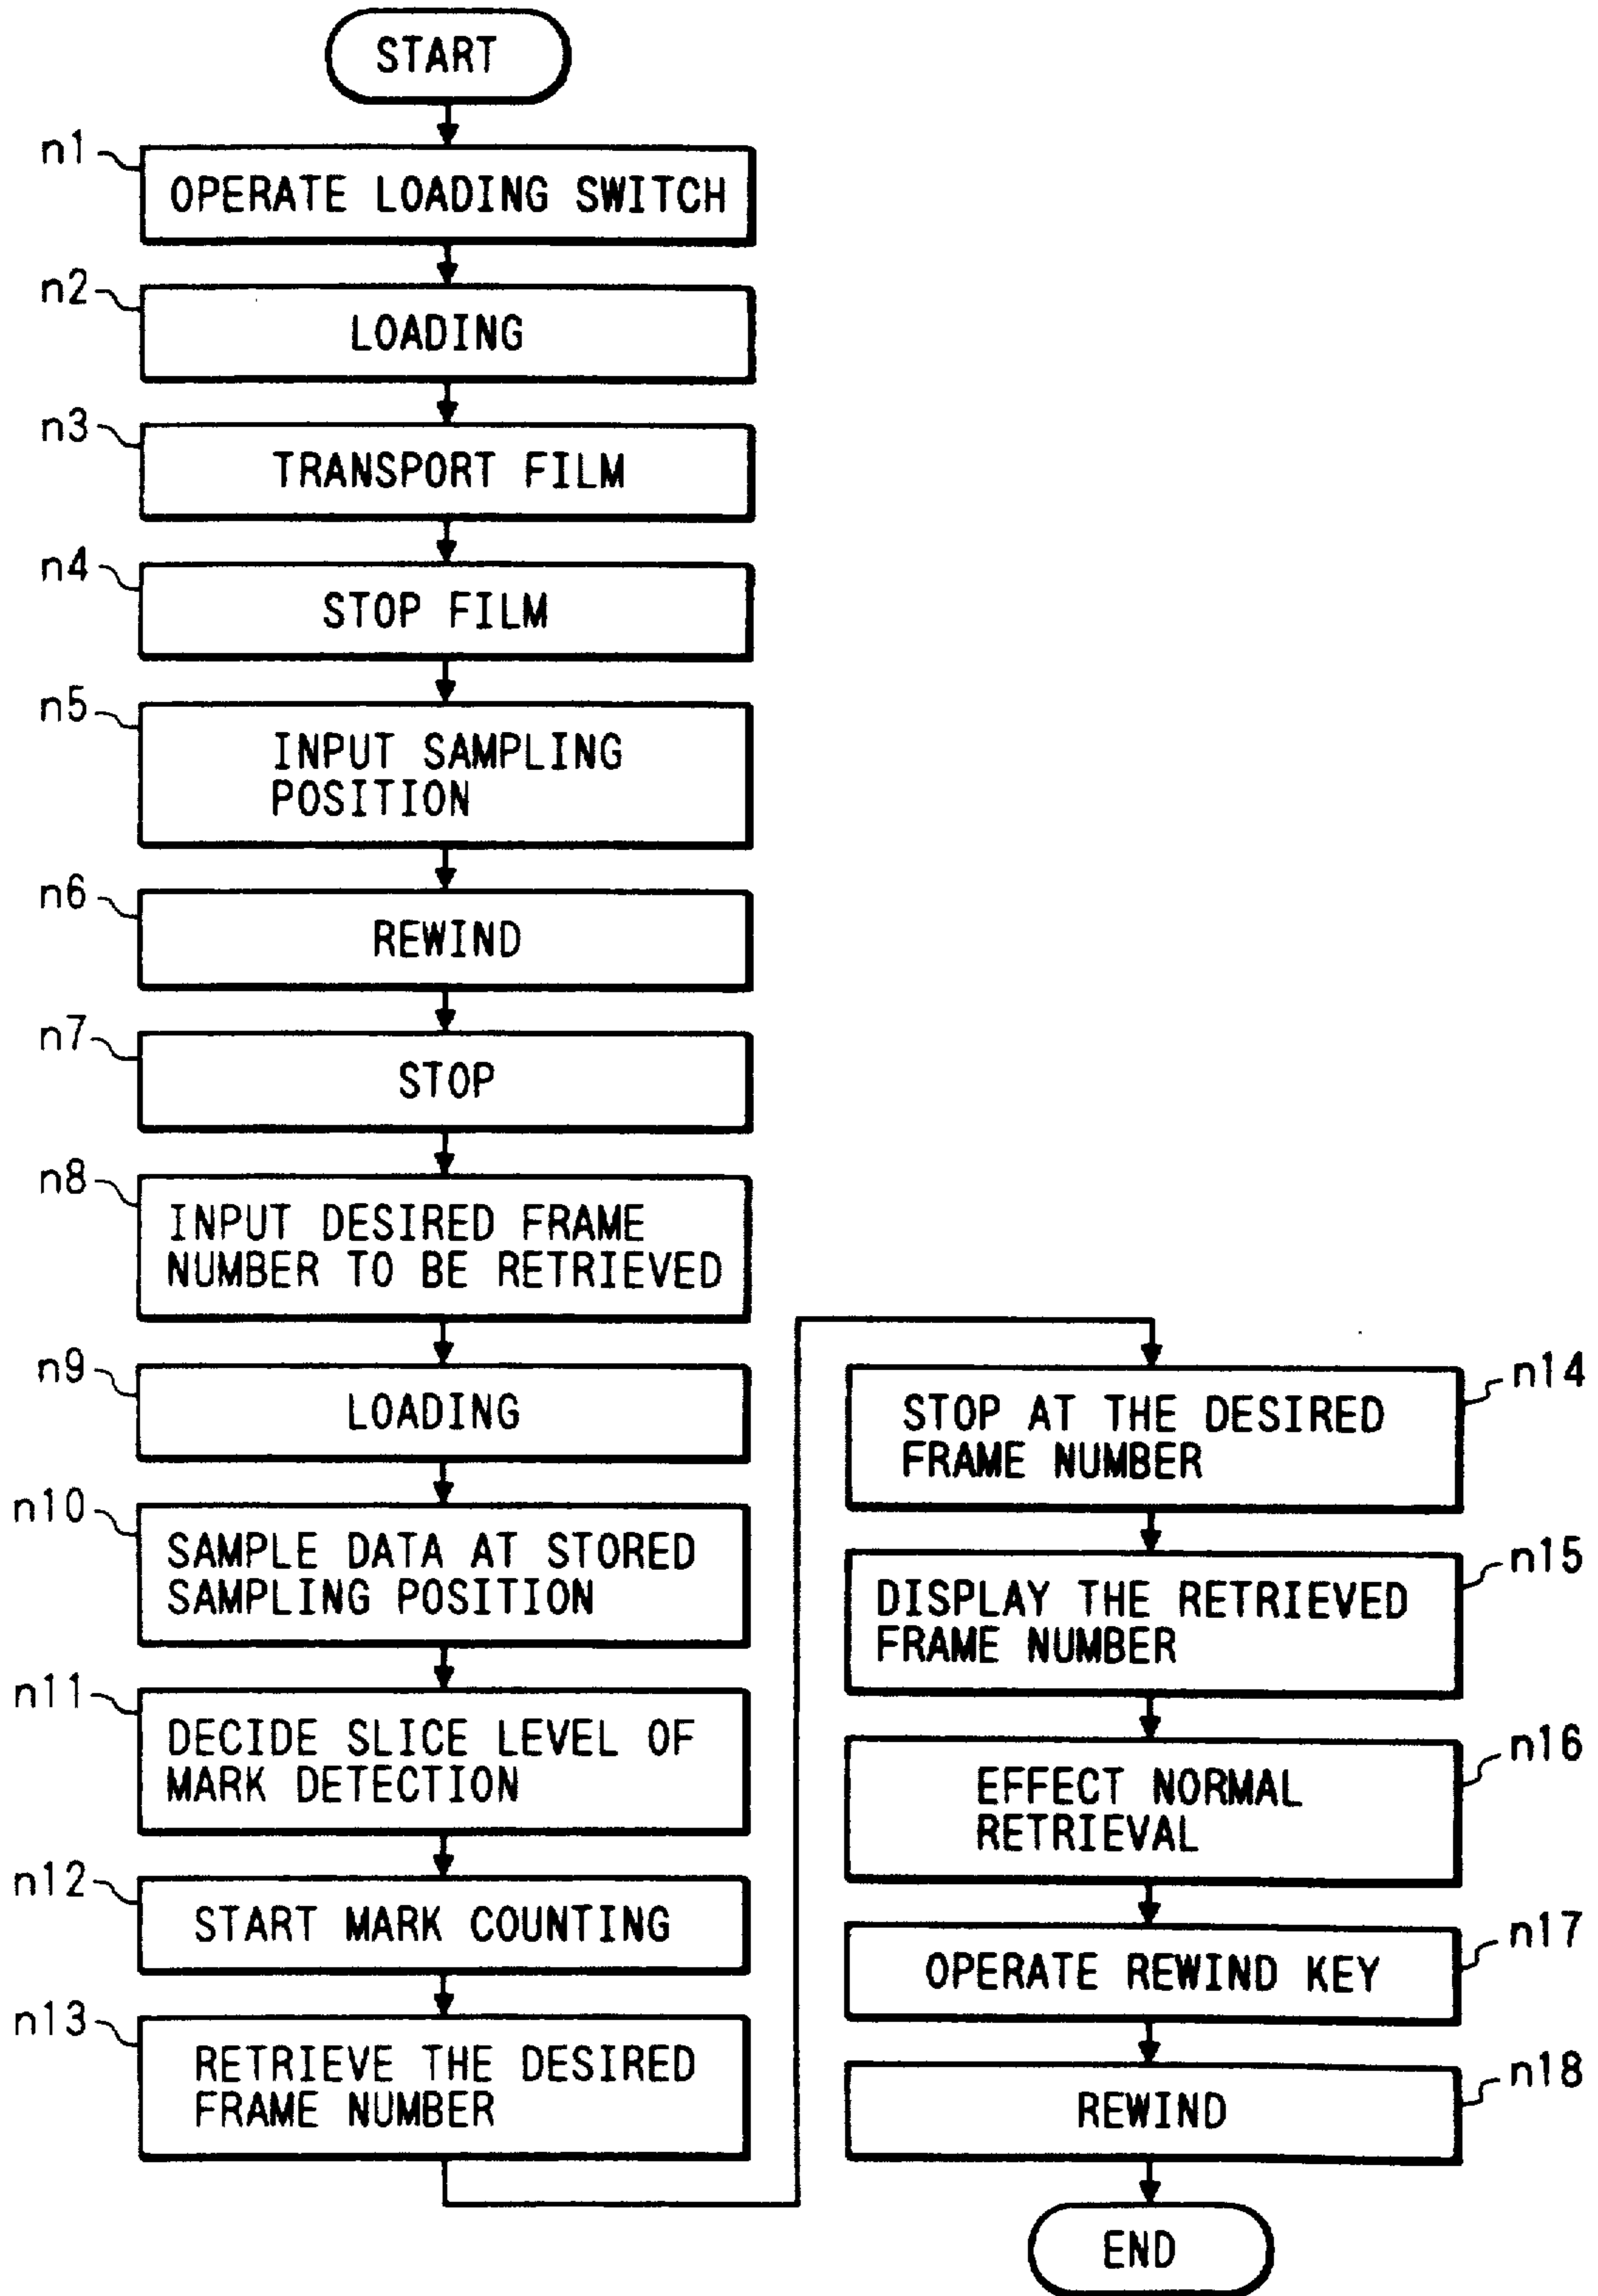 START
n1
OPERATE LOADING SWITCH
n2
LOADING
n3
TRANSPORT FILM
n4
STOP FILM
n5
INPUT SAMPLING
POSITION
n6
REWIND
n7
STOP
n8
INPUT DESIRED FRAME
NUMBER TO BE RETRIEVED
n9
LOADING
n10
SAMPLE DATA AT STORED
SAMPLING POSITION
n11
DECIDE SLICE LEVEL OF
MARK DETECTION
n12
START MARK COUNTING
n13
RETRIEVE THE DESIRED
FRAME NUMBER
n14
STOP AT THE DESIRED
FRAME NUMBER
n15
DISPLAY THE RETRIEVED
FRAME NUMBER
n16
EFFECT NORMAL
RETRIEVAL
n17
OPERATE REWIND KEY
n18
REWIND
END